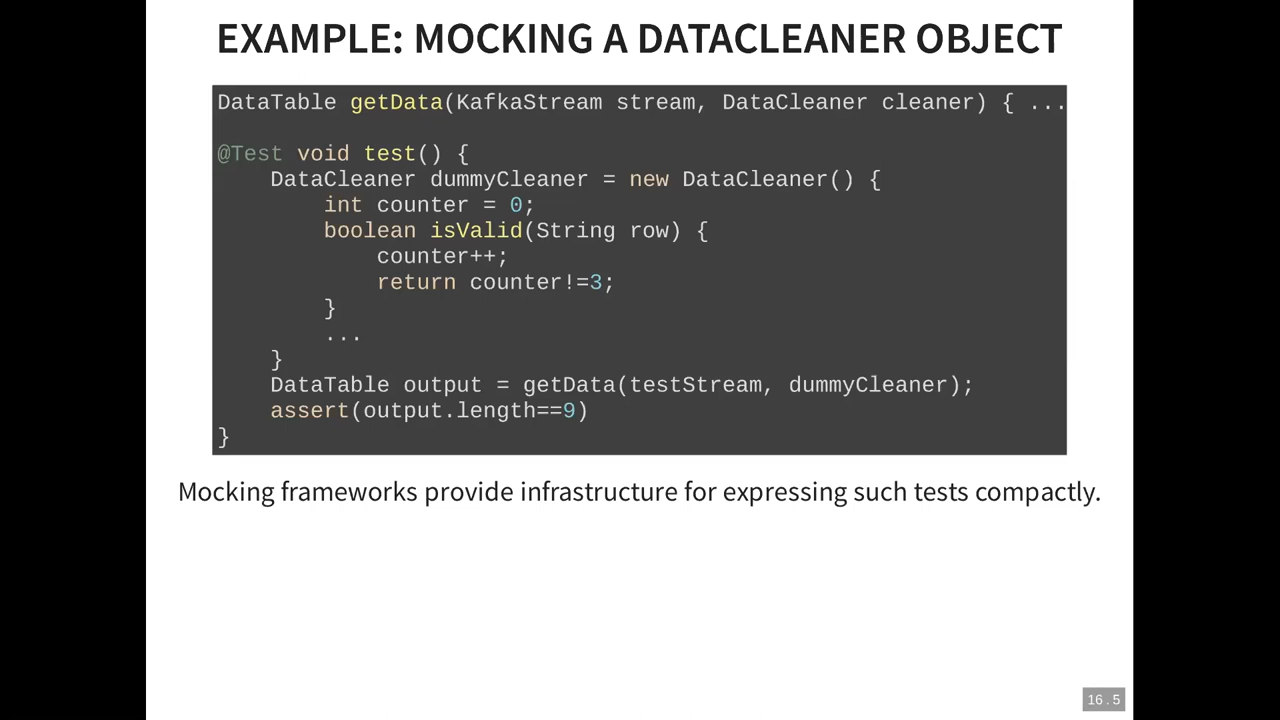 EXAMPLE: MOCKING A DATACLEANER OBJECT
DataTable getData(KafkaStream stream, DataCleaner cleaner) { ...
@Test void test() {
    DataCleaner dummyCleaner = new DataCleaner() {
        int counter = 0;
        boolean isValid(String row) {
            counter++;
            return counter!=3;
        }
        ...
    }
    DataTable output = getData(testStream, dummyCleaner);
    assert(output.length==9)
}
Mocking frameworks provide infrastructure for expressing such tests compactly.
16 . 5